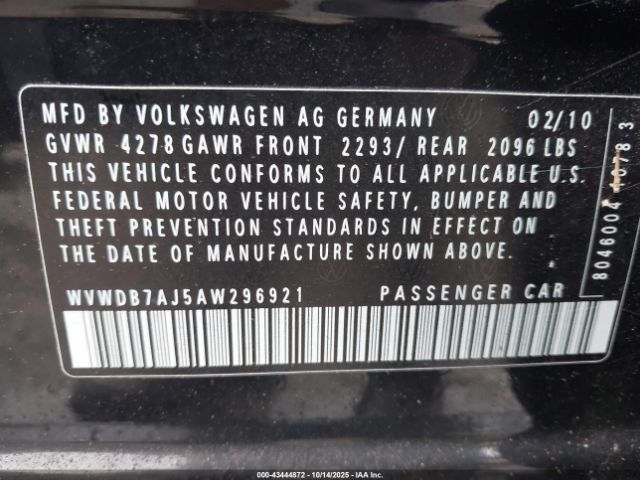 MFD BY VOLKSWAGEN AG GERMANY 02/10
GVWR 4278 GAWR FRONT 2293/ REAR 2096 LBS
THIS VEHICLE CONFORMS TO ALL APPLICABLE U.S.
FEDERAL MOTOR VEHICLE SAFETY, BUMPER AND
THEFT PREVENTION STANDARDS IN EFFECT ON
THE DATE OF MANUFACTURE SHOWN ABOVE.
WVWDB7AJ5AW296921 PASSENGER CAR
8046004
000-43444872 10/14/2025 IAA Inc.